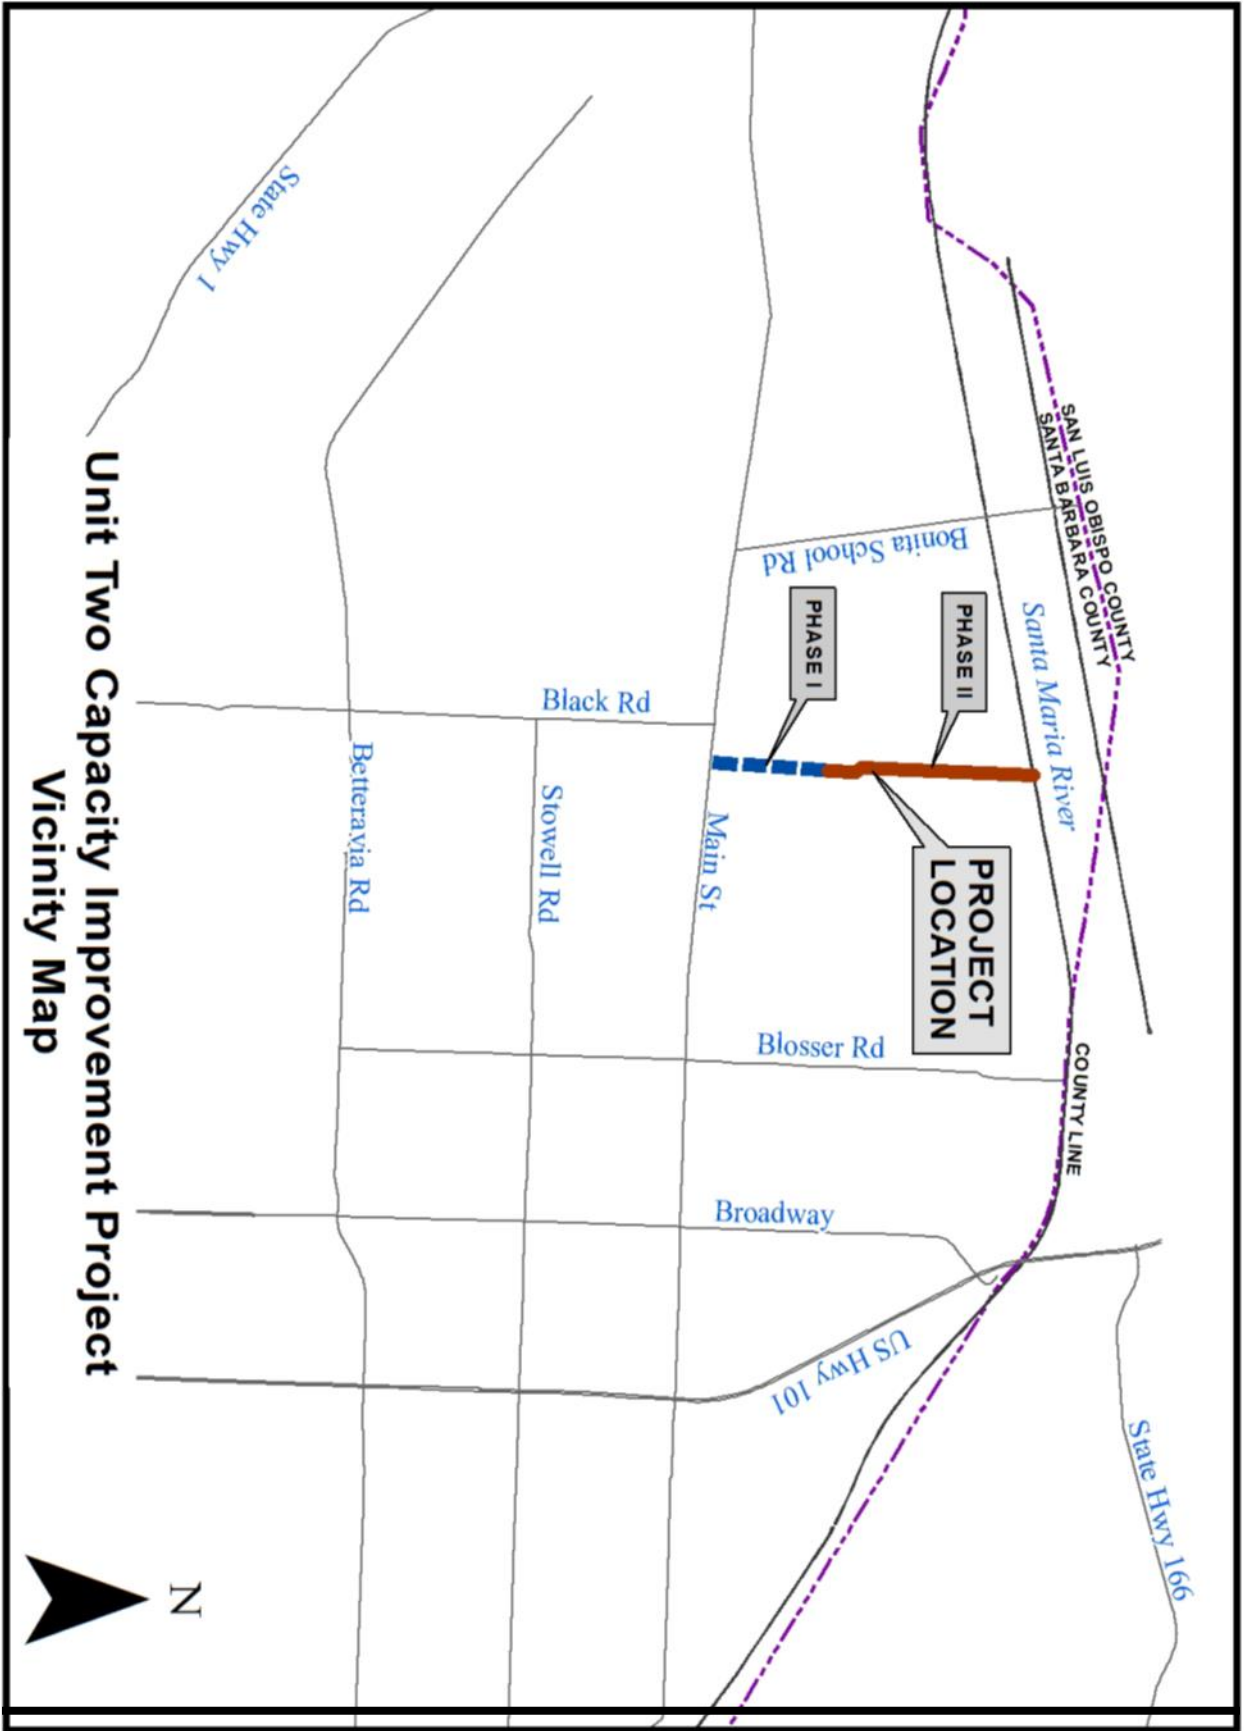 SAN LUIS OBISPO COUNTY
SANTA BARBARA COUNTY
Santa Maria River
COUNTY LINE
State Hwy 166
Bonita School Rd
PHASE II
PHASE I
PROJECT
LOCATION
Blosser Rd
Broadway
US Hwy 101
Main St
Black Rd
Stowell Rd
Betteravia Rd
State Hwy 1
N
Unit Two Capacity Improvement Project
Vicinity Map